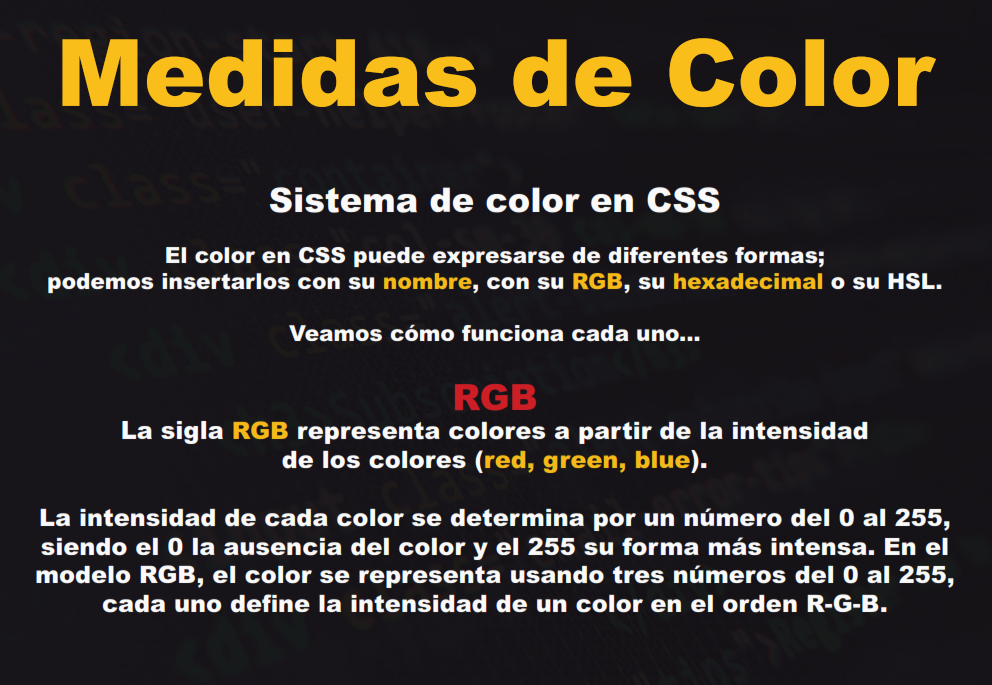 Medidas de Color
Sistema de color en CSS
El color en CSS puede expresarse de diferentes formas;
podemos insertarlos con su nombre, con su RGB, su hexadecimal o su HSL.
Veamos cómo funciona cada uno...
RGB
La sigla RGB representa colores a partir de la intensidad
de los colores (red, green, blue).
La intensidad de cada color se determina por un número del 0 al 255,
siendo el 0 la ausencia del color y el 255 su forma más intensa. En el
modelo RGB, el color se representa usando tres números del 0 al 255,
cada uno define la intensidad de un color en el orden R-G-B.